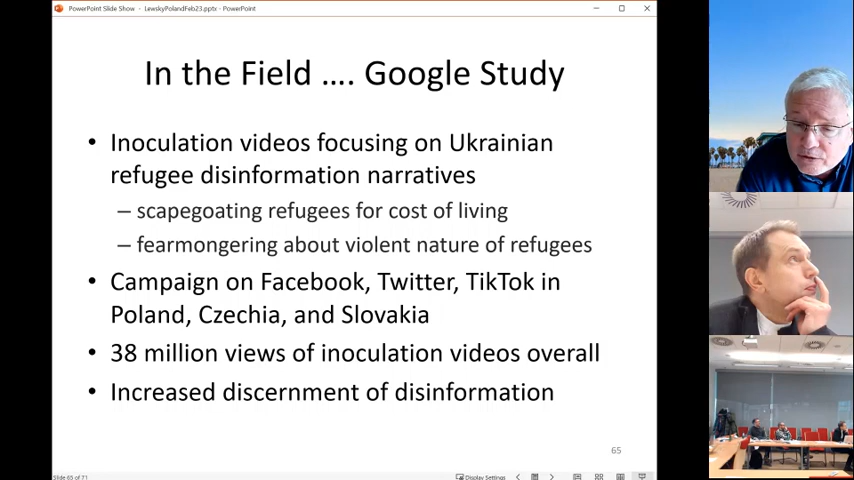 PowerPoint Slide Show - LewskyPolandFeb23.pptx - PowerPoint
In the Field .... Google Study
• Inoculation videos focusing on Ukrainian
refugee disinformation narratives
– scapegoating refugees for cost of living
– fearmongering about violent nature of refugees
• Campaign on Facebook, Twitter, TikTok in
Poland, Czechia, and Slovakia
• 38 million views of inoculation videos overall
• Increased discernment of disinformation
65
Slide 65 of 71
Display Settings